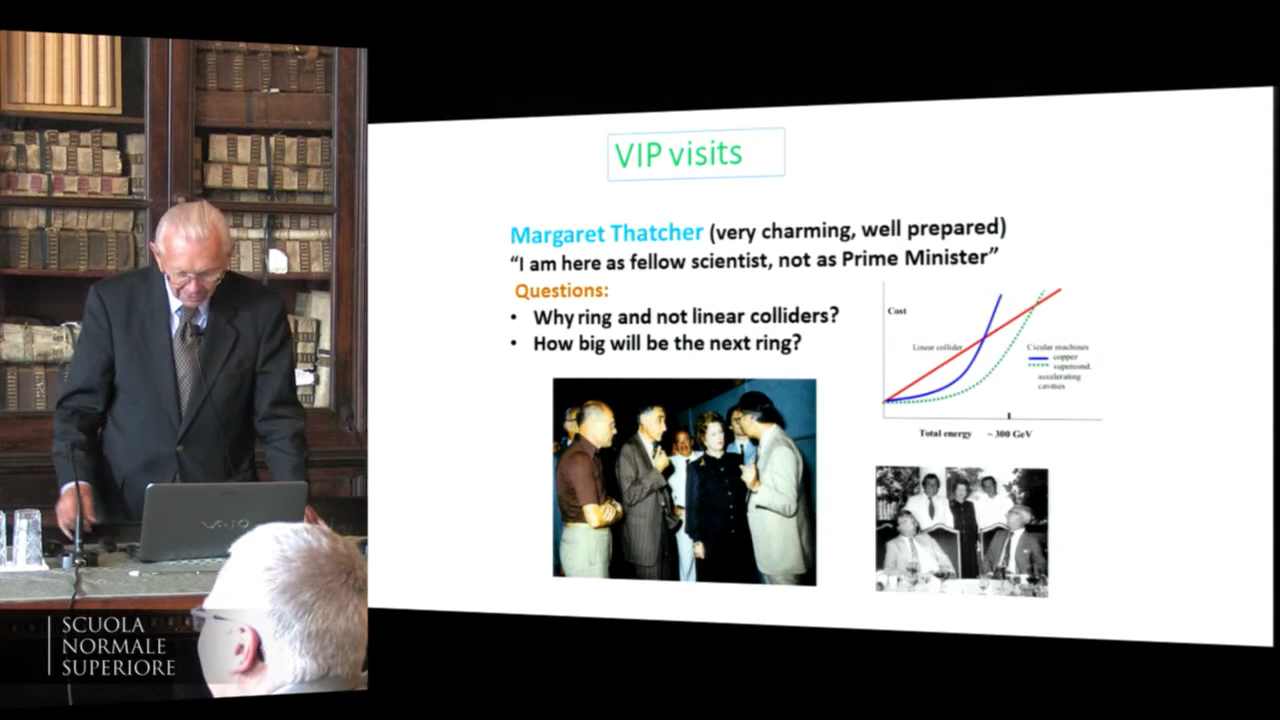 VIP visits
Margaret Thatcher (very charming, well prepared)
“I am here as fellow scientist, not as Prime Minister”
Questions:
• Why ring and not linear colliders?
• How big will be the next ring?
Cost
Linear collider
Cicular machines
copper
supercond.
accelerating
cavities
Total energy ~ 300 GeV
VAIO
SCUOLA
NORMALE
SUPERIORE